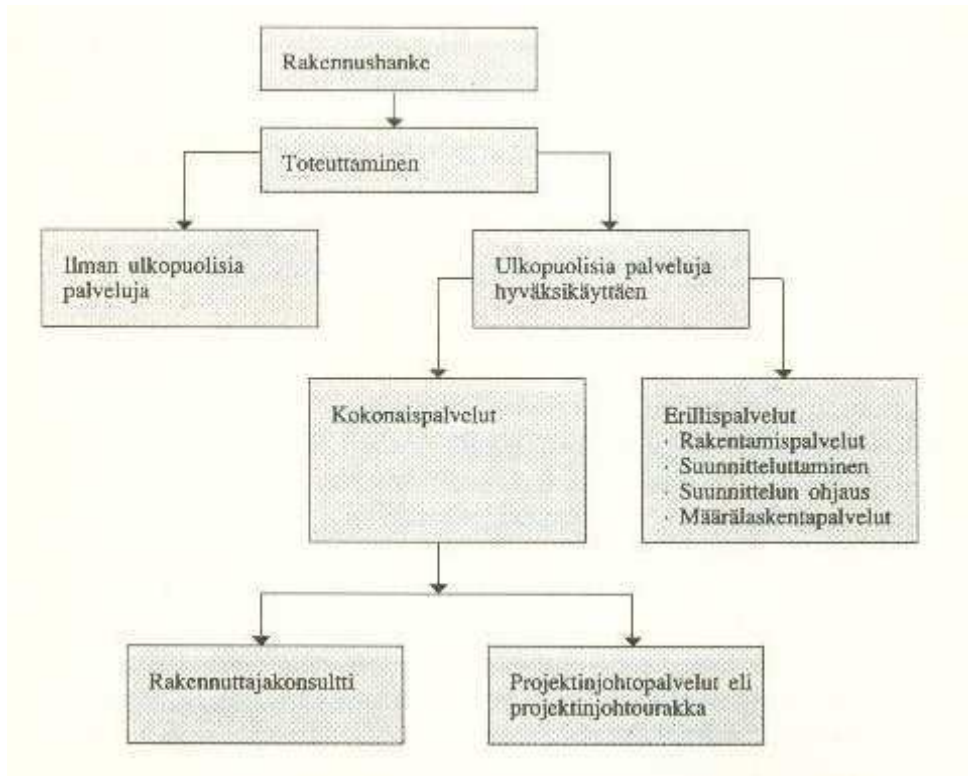 Rakennushanke
Toteuttaminen
Ilman ulkopuolisia
palveluja
Ulkopuolisia palveluja
hyväksikäyttäen
Kokonaispalvelut
Erillispalvelut
· Rakentamispalvelut
· Suunnitteluttaminen
· Suunnittelun ohjaus
· Määrälaskentapalvelut
Rakennuttajakonsultti
Projektinjohtopalvelut eli
projektinjohtourakka